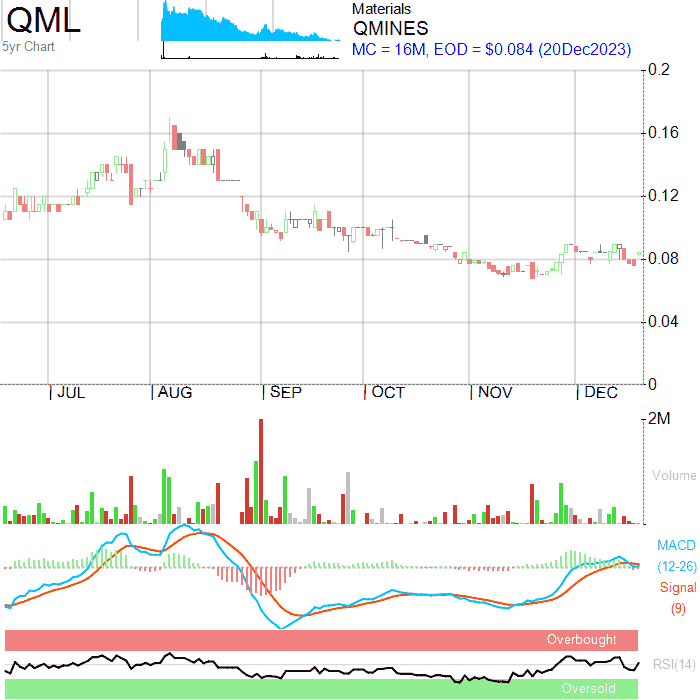 QML
5yr Chart
Materials
QMINES
MC = 16M, EOD = $0.084 (20Dec2023)
0.2
0.16
0.12
0.08
0.04
0
JUL AUG SEP OCT NOV DEC
2M
Volume
MACD
(12-26)
Signal
(9)
Overbought
RSI(14)
Oversold